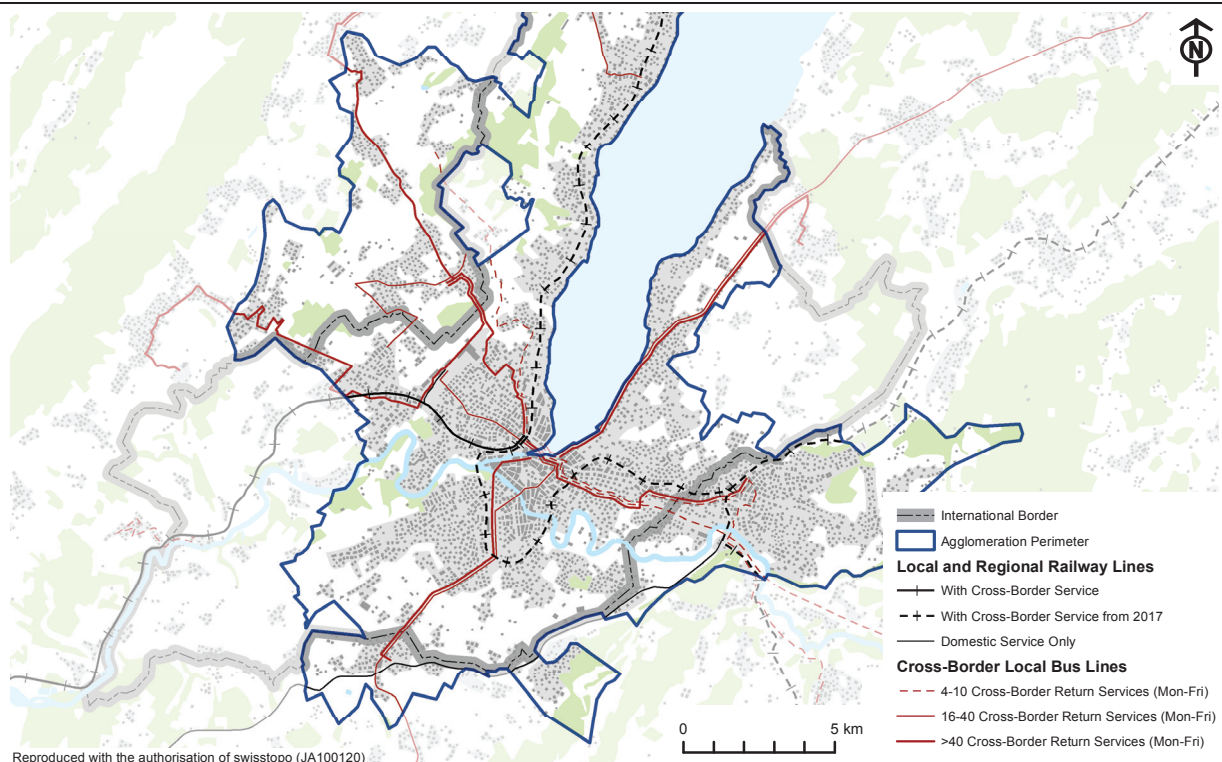 N
International Border
Agglomeration Perimeter
Local and Regional Railway Lines
With Cross-Border Service
With Cross-Border Service from 2017
Domestic Service Only
Cross-Border Local Bus Lines
4-10 Cross-Border Return Services (Mon-Fri)
16-40 Cross-Border Return Services (Mon-Fri)
>40 Cross-Border Return Services (Mon-Fri)
0 5 km
Reproduced with the authorisation of swisstopo (JA100120)